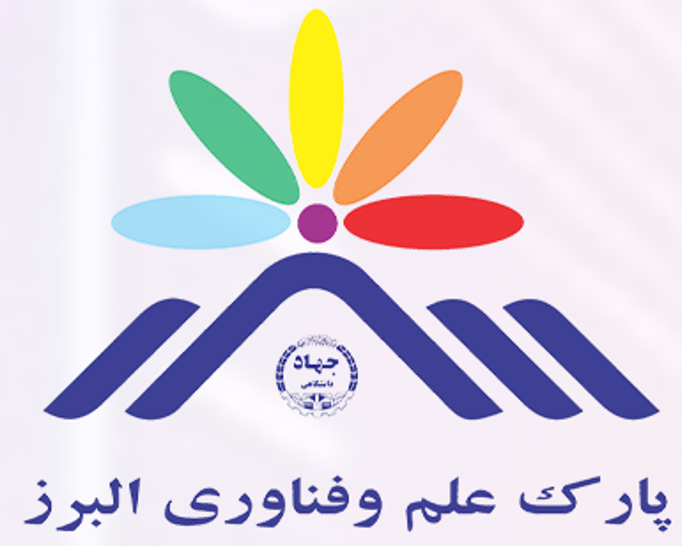 جهاد
دانشگاهی
پارک علم وفناوری البرز